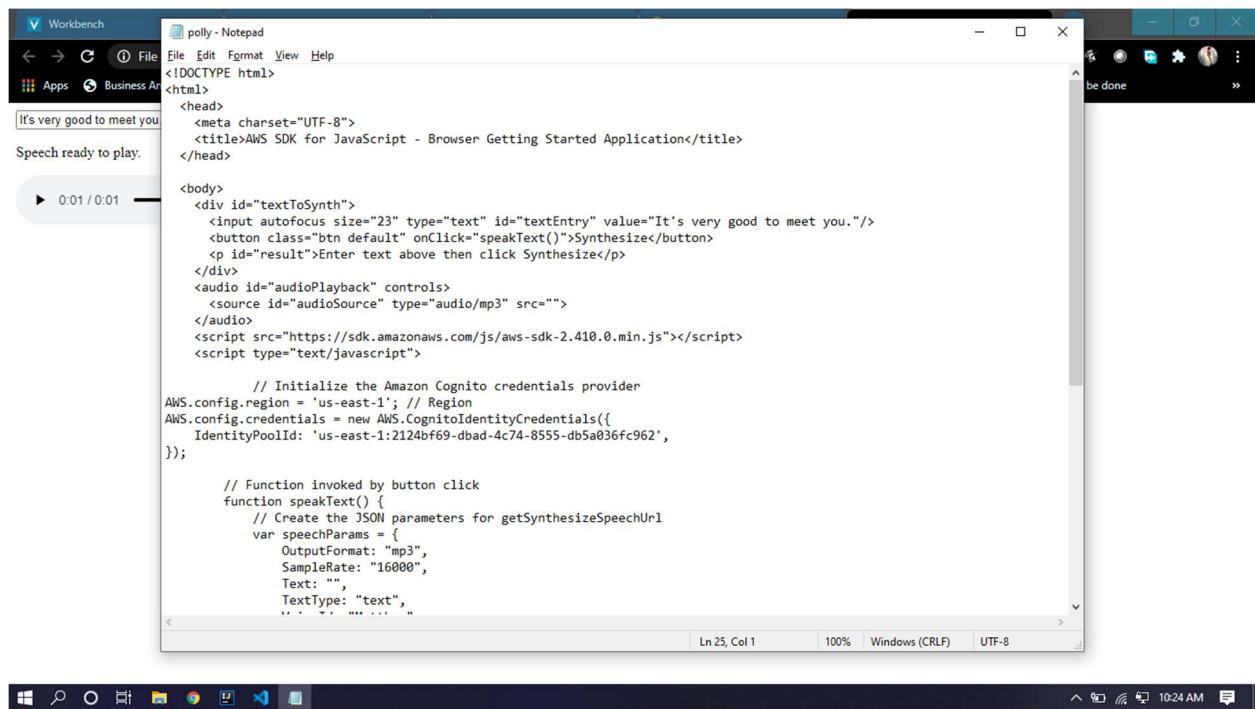 Workbench
polly - Notepad
File
File Edit Format View Help
Apps
Business An
be done
It's very good to meet you.
Speech ready to play.
0:01 / 0:01
<!DOCTYPE html>
<html>
<head>
<meta charset="UTF-8">
<title>AWS SDK for JavaScript - Browser Getting Started Application</title>
</head>
<body>
<div id="textToSynth">
<input autofocus size="23" type="text" id="textEntry" value="It's very good to meet you."/>
<button class="btn default" onClick="speakText()">Synthesize</button>
<p id="result">Enter text above then click Synthesize</p>
</div>
<audio id="audioPlayback" controls>
<source id="audioSource" type="audio/mp3" src="">
</audio>
<script src="https://sdk.amazonaws.com/js/aws-sdk-2.410.0.min.js"></script>
<script type="text/javascript">
// Initialize the Amazon Cognito credentials provider
AWS.config.region = 'us-east-1'; // Region
AWS.config.credentials = new AWS.CognitoIdentityCredentials({
IdentityPoolId: 'us-east-1:2124bf69-dbad-4c74-8555-db5a036fc962',
});
// Function invoked by button click
function speakText() {
// Create the JSON parameters for getSynthesizeSpeechUrl
var speechParams = {
OutputFormat: "mp3",
SampleRate: "16000",
Text: "",
TextType: "text",
Ln 25, Col 1
100%
Windows (CRLF)
UTF-8
10:24 AM